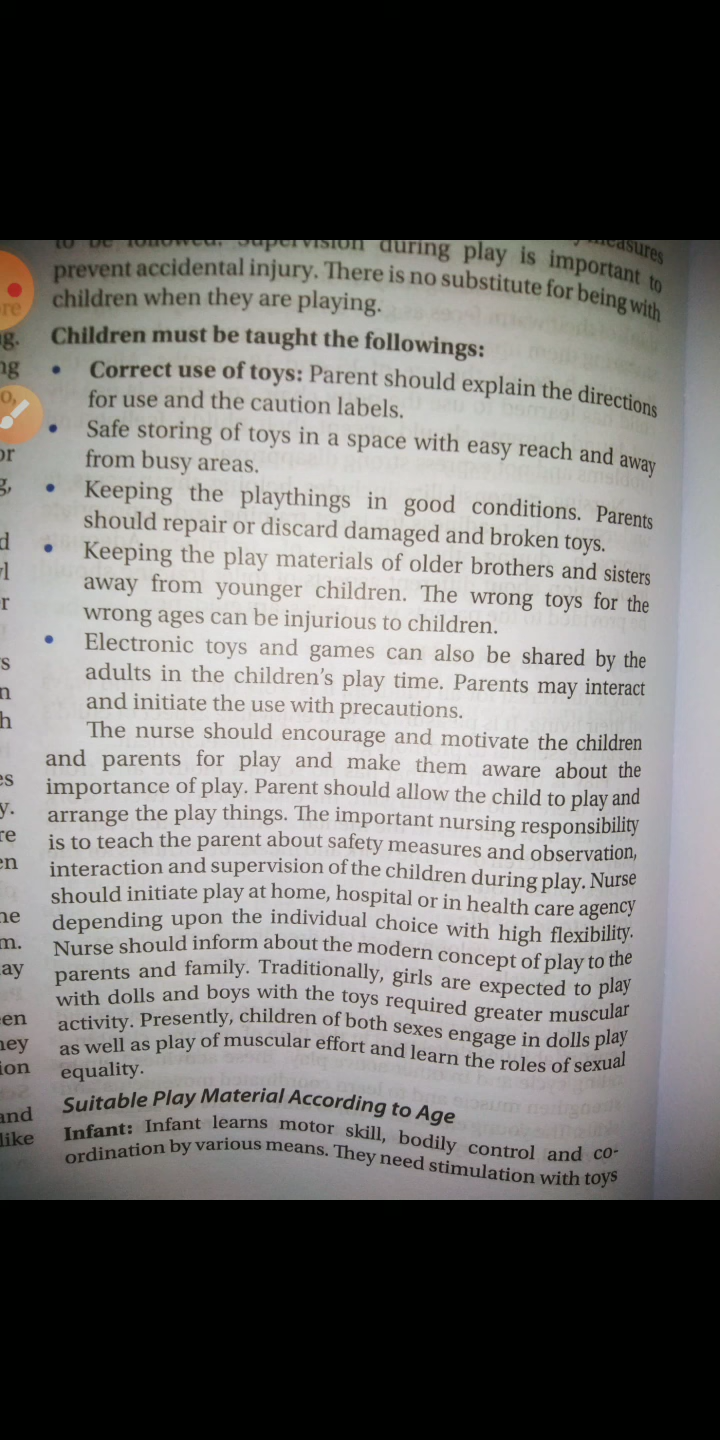 to be followed. Supervision during play is important to
measures
prevent accidental injury. There is no substitute for being with
children when they are playing.
Children must be taught the followings:
• Correct use of toys: Parent should explain the directions
for use and the caution labels.
• Safe storing of toys in a space with easy reach and away
from busy areas.
• Keeping the playthings in good conditions. Parents
should repair or discard damaged and broken toys.
• Keeping the play materials of older brothers and sisters
away from younger children. The wrong toys for the
wrong ages can be injurious to children.
• Electronic toys and games can also be shared by the
adults in the children's play time. Parents may interact
and initiate the use with precautions.
The nurse should encourage and motivate the children
and parents for play and make them aware about the
importance of play. Parent should allow the child to play and
arrange the play things. The important nursing responsibility
is to teach the parent about safety measures and observation,
interaction and supervision of the children during play. Nurse
should initiate play at home, hospital or in health care agency
depending upon the individual choice with high flexibility.
Nurse should inform about the modern concept of play to the
parents and family. Traditionally, girls are expected to play
with dolls and boys with the toys required greater muscular
activity. Presently, children of both sexes engage in dolls play
as well as play of muscular effort and learn the roles of sexual
equality.
Suitable Play Material According to Age
Infant: Infant learns motor skill, bodily control and co-
ordination by various means. They need stimulation with toys